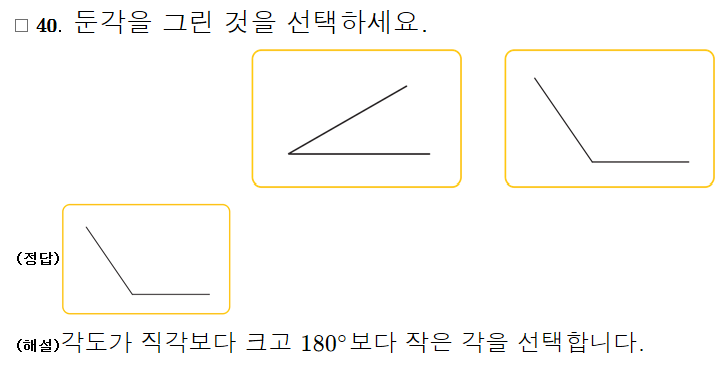 □ 40. 둔각을 그린 것을 선택하세요.
(정답)
(해설)각도가 직각보다 크고 180°보다 작은 각을 선택합니다.